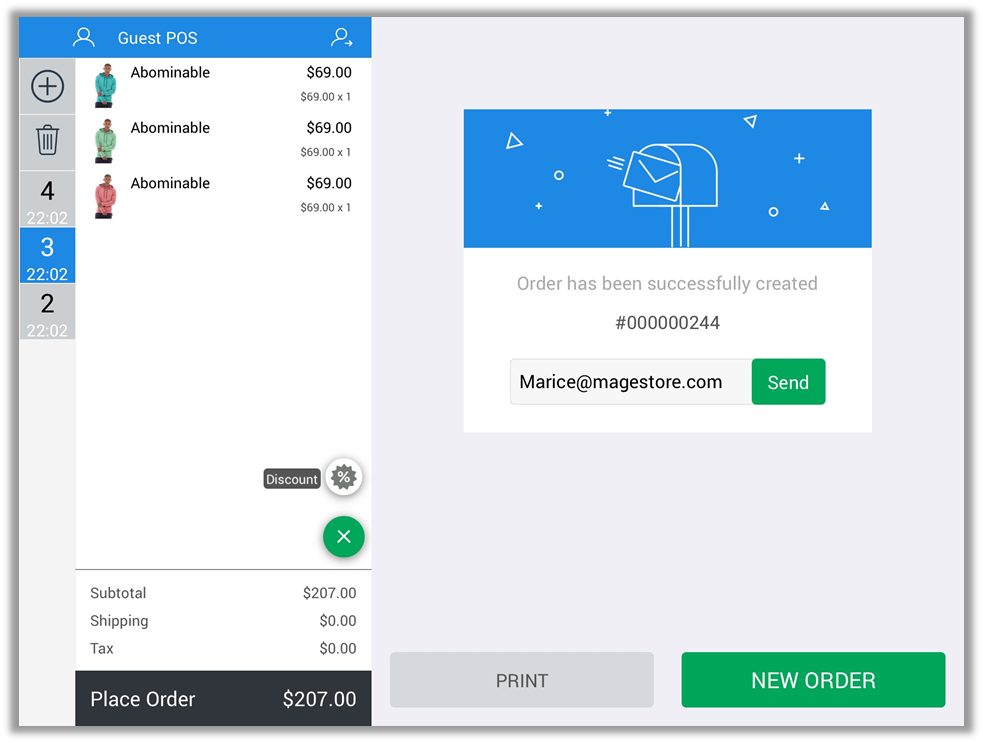 Guest POS
Abominable $69.00
$69.00 x 1
Abominable $69.00
$69.00 x 1
Abominable $69.00
$69.00 x 1
4
22:02
3
22:02
2
22:02
Discount
%
Subtotal $207.00
Shipping $0.00
Tax $0.00
Place Order $207.00
Order has been successfully created
#000000244
Marice@magestore.com Send
PRINT NEW ORDER